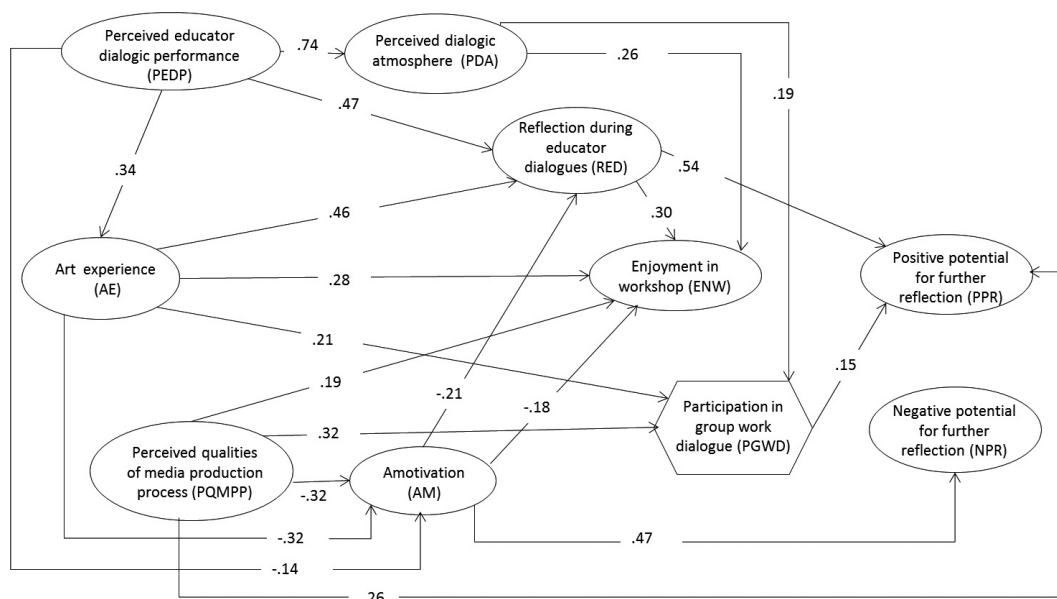 Perceived educator
dialogic performance
(PEDP)
.74
Perceived dialogic
atmosphere (PDA)
.26
.19
.47
Reflection during
educator
dialogues (RED)
.54
.34
.46
.30
Art experience
(AE)
.28
Enjoyment in
workshop (ENW)
Positive potential
for further
reflection (PPR)
.21
.15
.19
-.21
-.18
Participation in
group work
dialogue (PGWD)
Negative potential
for further
reflection (NPR)
.32
Perceived qualities
of media production
process (PQMPP)
-.32
Amotivation
(AM)
-.32
.47
-.14
.26